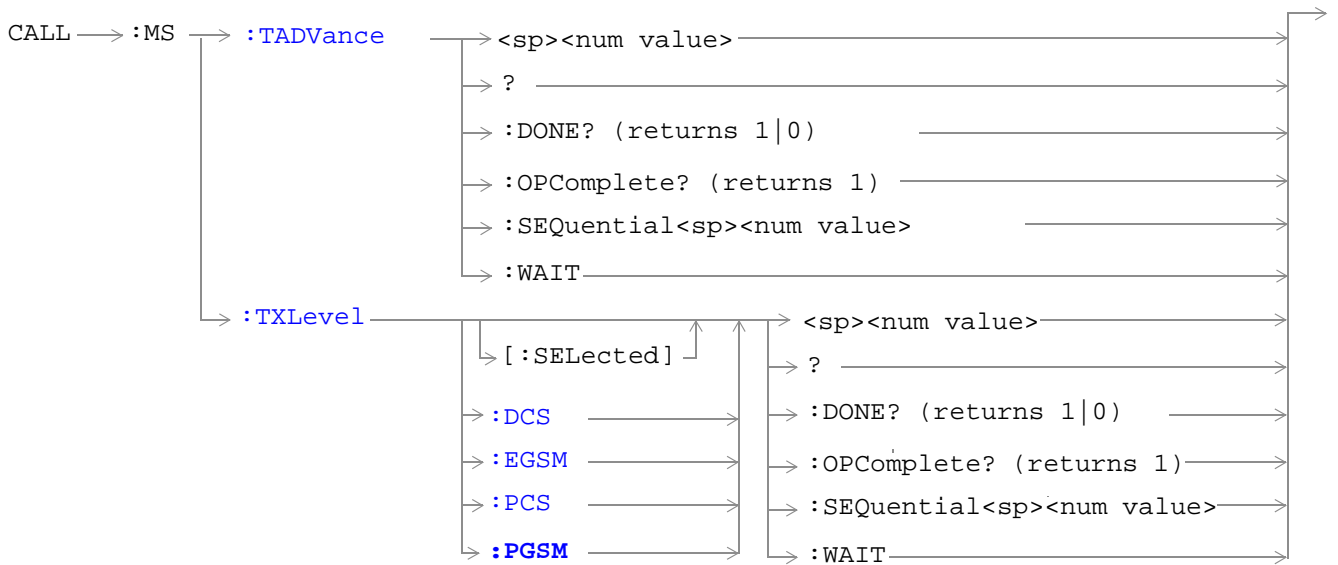 CALL :MS :TADVance <sp><num value>
?
:DONE? (returns 1|0)
:OPComplete? (returns 1)
:SEQuential<sp><num value>
:WAIT
:TXLevel <sp><num value>
[:SELected] ?
:DCS :DONE? (returns 1|0)
:EGSM :OPComplete? (returns 1)
:PCS :SEQuential<sp><num value>
:PGSM :WAIT